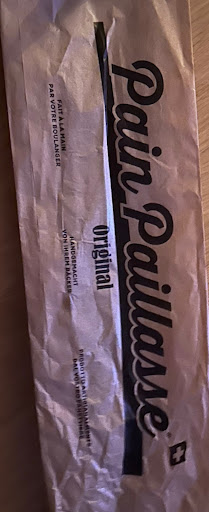 Pain Paillasse
Original
FAIT À LA MAIN
PAR VOTRE BOULANGER
HANDGEMACHT
VON IHREM BÄCKER